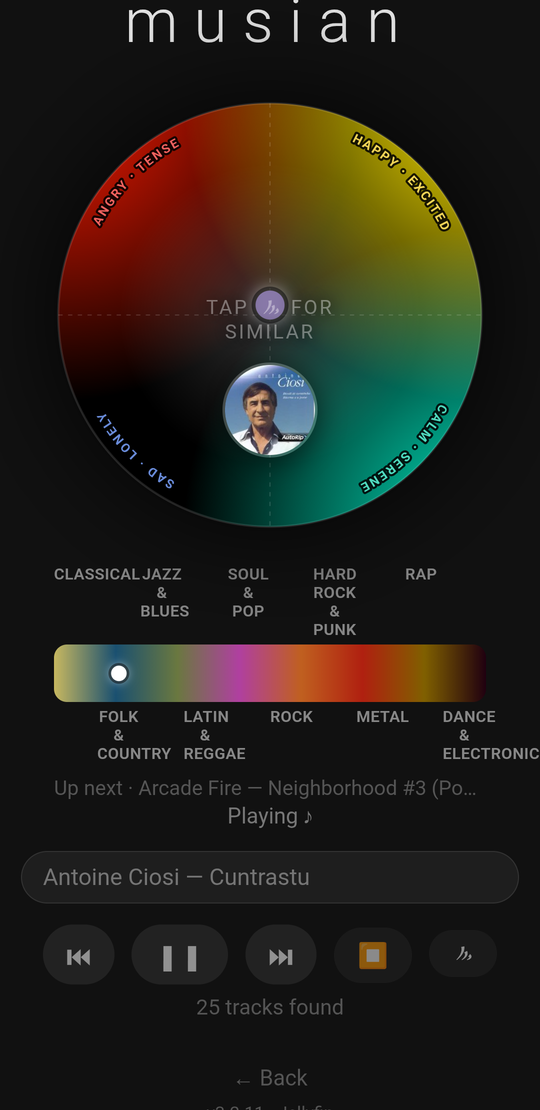 musian
ANGRY · TENSE
HAPPY · EXCITED
TAP FOR
SIMILAR
Ciosi
AutoRip
SAD · LONELY
CALM · SERENE
CLASSICAL
JAZZ
&
BLUES
SOUL
&
POP
HARD
ROCK
&
PUNK
RAP
FOLK
&
COUNTRY
LATIN
&
REGGAE
ROCK
METAL
DANCE
&
ELECTRONIC
Up next · Arcade Fire — Neighborhood #3 (Po…
Playing ♪
Antoine Ciosi — Cuntrastu
25 tracks found
← Back